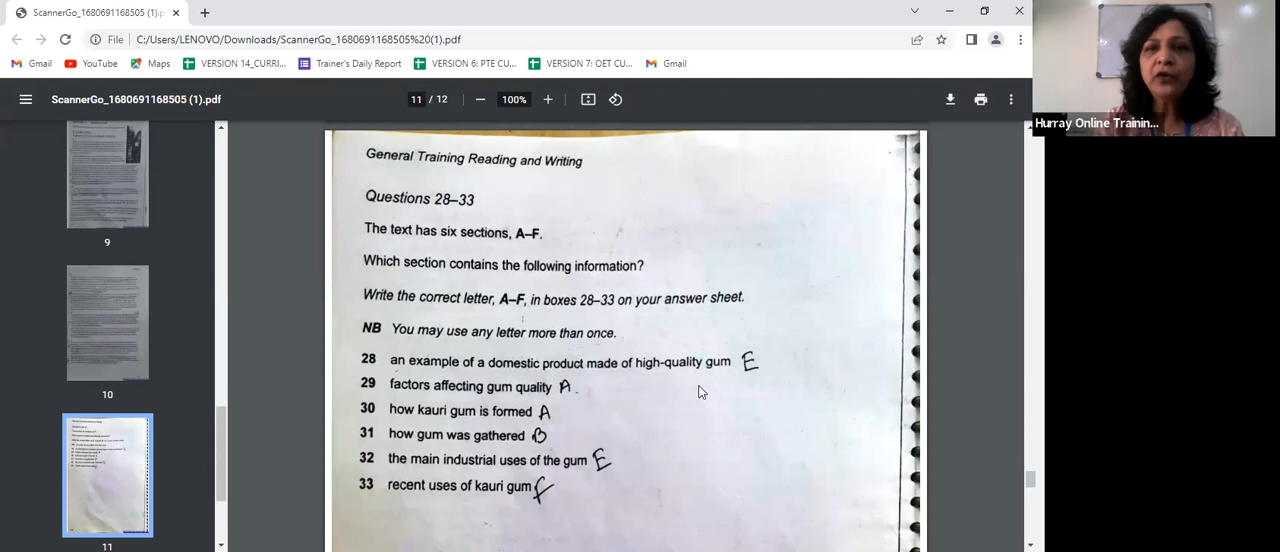 ScannerGo_1680691168505 (1).pdf
File C:/Users/LENOVO/Downloads/ScannerGo_1680691168505%20(1).pdf
Gmail YouTube Maps VERSION 14_CURRI... Trainer's Daily Report VERSION 6: PTE CU... VERSION 7: OET CU... Gmail
ScannerGo_1680691168505 (1).pdf 11 / 12 100%
Hurray Online Trainin...
9
10
11
General Training Reading and Writing
Questions 28–33
The text has six sections, A–F.
Which section contains the following information?
Write the correct letter, A–F, in boxes 28–33 on your answer sheet.
NB You may use any letter more than once.
28 an example of a domestic product made of high-quality gum E
29 factors affecting gum quality A.
30 how kauri gum is formed A
31 how gum was gathered B
32 the main industrial uses of the gum E
33 recent uses of kauri gum F